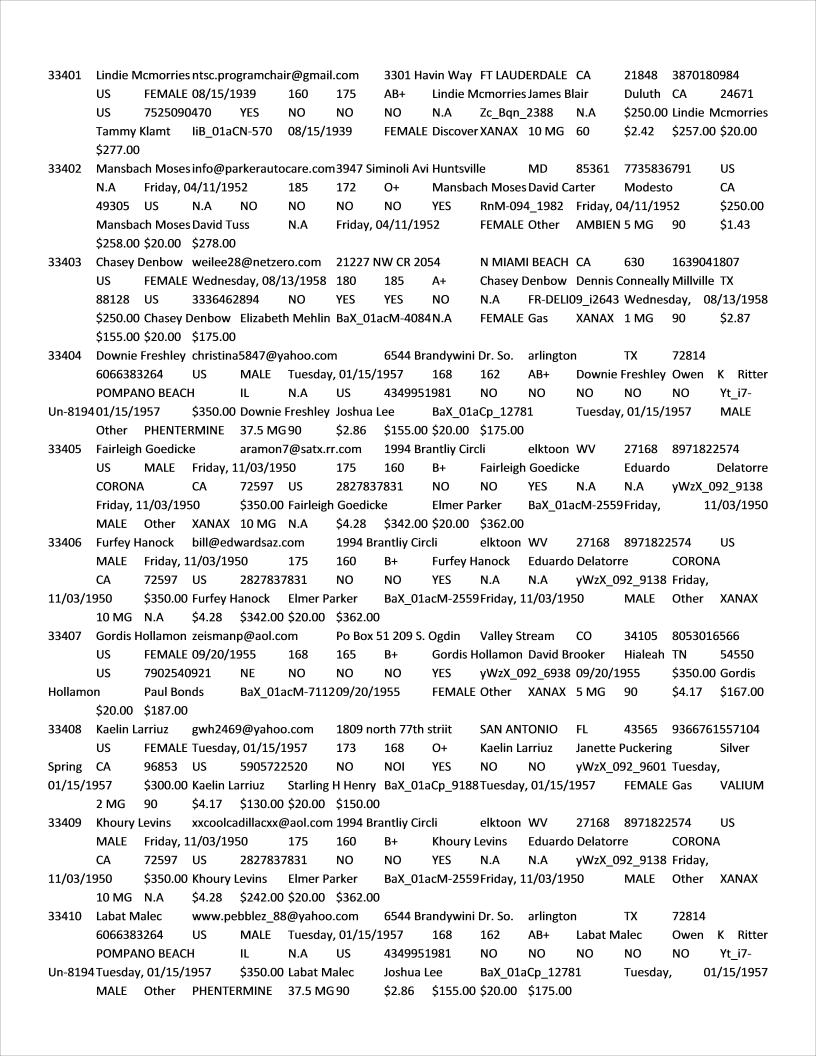 33401 Lindie Mcmorries ntsc.programchair@gmail.com 3301 Havin Way FT LAUDERDALE CA 21848 3870180984
US FEMALE 08/15/1939 160 175 AB+ Lindie Mcmorries James Blair Duluth CA 24671
US 7525090470 YES NO NO NO N.A Zc_Bqn_2388 N.A $250.00 Lindie Mcmorries
Tammy Klamt IiB_01aCN-570 08/15/1939 FEMALE Discover XANAX 10 MG 60 $2.42 $257.00 $20.00
$277.00
33402 Mansbach Moses info@parkerautocare.com 3947 Siminoli Avi Huntsville MD 85361 7735836791 US
N.A Friday, 04/11/1952 185 172 O+ Mansbach Moses David Carter Modesto CA
49305 US N.A NO NO NO NO YES RnM-094_1982 Friday, 04/11/1952 $250.00
Mansbach Moses David Tuss N.A Friday, 04/11/1952 FEMALE Other AMBIEN 5 MG 90 $1.43
$258.00 $20.00 $278.00
33403 Chasey Denbow weilee28@netzero.com 21227 NW CR 2054 N MIAMI BEACH CA 630 1639041807
US FEMALE Wednesday, 08/13/1958 180 185 A+ Chasey Denbow Dennis Conneally Millville TX
88128 US 3336462894 NO YES YES NO N.A FR-DELI09_i2643 Wednesday, 08/13/1958
$250.00 Chasey Denbow Elizabeth Mehlin BaX_01acM-4084 N.A FEMALE Gas XANAX 1 MG 90 $2.87
$155.00 $20.00 $175.00
33404 Downie Freshley christina5847@yahoo.com 6544 Brandywini Dr. So. arlington TX 72814
6066383264 US MALE Tuesday, 01/15/1957 168 162 AB+ Downie Freshley Owen K Ritter
POMPANO BEACH IL N.A US 4349951981 NO NO NO NO Yt_i7-
Un-8194 01/15/1957 $350.00 Downie Freshley Joshua Lee BaX_01aCp_12781 Tuesday, 01/15/1957 MALE
Other PHENTERMINE 37.5 MG 90 $2.86 $155.00 $20.00 $175.00
33405 Fairleigh Goedicke aramon7@satx.rr.com 1994 Brantliy Circli elktoon WV 27168 8971822574
US MALE Friday, 11/03/1950 175 160 B+ Fairleigh Goedicke Eduardo Delatorre
CORONA CA 72597 US 2827837831 NO NO YES N.A N.A yWzX_092_9138
Friday, 11/03/1950 $350.00 Fairleigh Goedicke Elmer Parker BaX_01acM-2559 Friday, 11/03/1950
MALE Other XANAX 10 MG N.A $4.28 $342.00 $20.00 $362.00
33406 Furfey Hanock bill@edwardsaz.com 1994 Brantliy Circli elktoon WV 27168 8971822574 US
MALE Friday, 11/03/1950 175 160 B+ Furfey Hanock Eduardo Delatorre CORONA
CA 72597 US 2827837831 NO NO YES N.A N.A yWzX_092_9138 Friday,
11/03/1950 $350.00 Furfey Hanock Elmer Parker BaX_01acM-2559 Friday, 11/03/1950 MALE Other XANAX
10 MG N.A $4.28 $342.00 $20.00 $362.00
33407 Gordis Hollamon zeismanp@aol.com Po Box 51 209 S. Ogdin Valley Stream CO 34105 8053016566
US FEMALE 09/20/1955 168 165 B+ Gordis Hollamon David Brooker Hialeah TN 54550
US 7902540921 NE NO NO NO YES yWzX_092_6938 09/20/1955 $350.00 Gordis
Hollamon Paul Bonds BaX_01acM-7112 09/20/1955 FEMALE Other XANAX 5 MG 90 $4.17 $167.00
$20.00 $187.00
33408 Kaelin Larriuz gwh2469@yahoo.com 1809 north 77th striit SAN ANTONIO FL 43565 9366761557104
US FEMALE Tuesday, 01/15/1957 173 168 O+ Kaelin Larriuz Janette Puckering Silver
Spring CA 96853 US 5905722520 NO NOI YES NO NO yWzX_092_9601 Tuesday,
01/15/1957 $300.00 Kaelin Larriuz Starling H Henry BaX_01aCp_9188 Tuesday, 01/15/1957 FEMALE Gas VALIUM
2 MG 90 $4.17 $130.00 $20.00 $150.00
33409 Khoury Levins xxcoolcadillacxx@aol.com 1994 Brantliy Circli elktoon WV 27168 8971822574 US
MALE Friday, 11/03/1950 175 160 B+ Khoury Levins Eduardo Delatorre CORONA
CA 72597 US 2827837831 NO NO YES N.A N.A yWzX_092_9138 Friday,
11/03/1950 $350.00 Khoury Levins Elmer Parker BaX_01acM-2559 Friday, 11/03/1950 MALE Other XANAX
10 MG N.A $4.28 $242.00 $20.00 $362.00
33410 Labat Malec www.pebblez_88@yahoo.com 6544 Brandywini Dr. So. arlington TX 72814
6066383264 US MALE Tuesday, 01/15/1957 168 162 AB+ Labat Malec Owen K Ritter
POMPANO BEACH IL N.A US 4349951981 NO NO NO NO Yt_i7-
Un-8194 Tuesday, 01/15/1957 $350.00 Labat Malec Joshua Lee BaX_01aCp_12781 Tuesday, 01/15/1957
MALE Other PHENTERMINE 37.5 MG 90 $2.86 $155.00 $20.00 $175.00